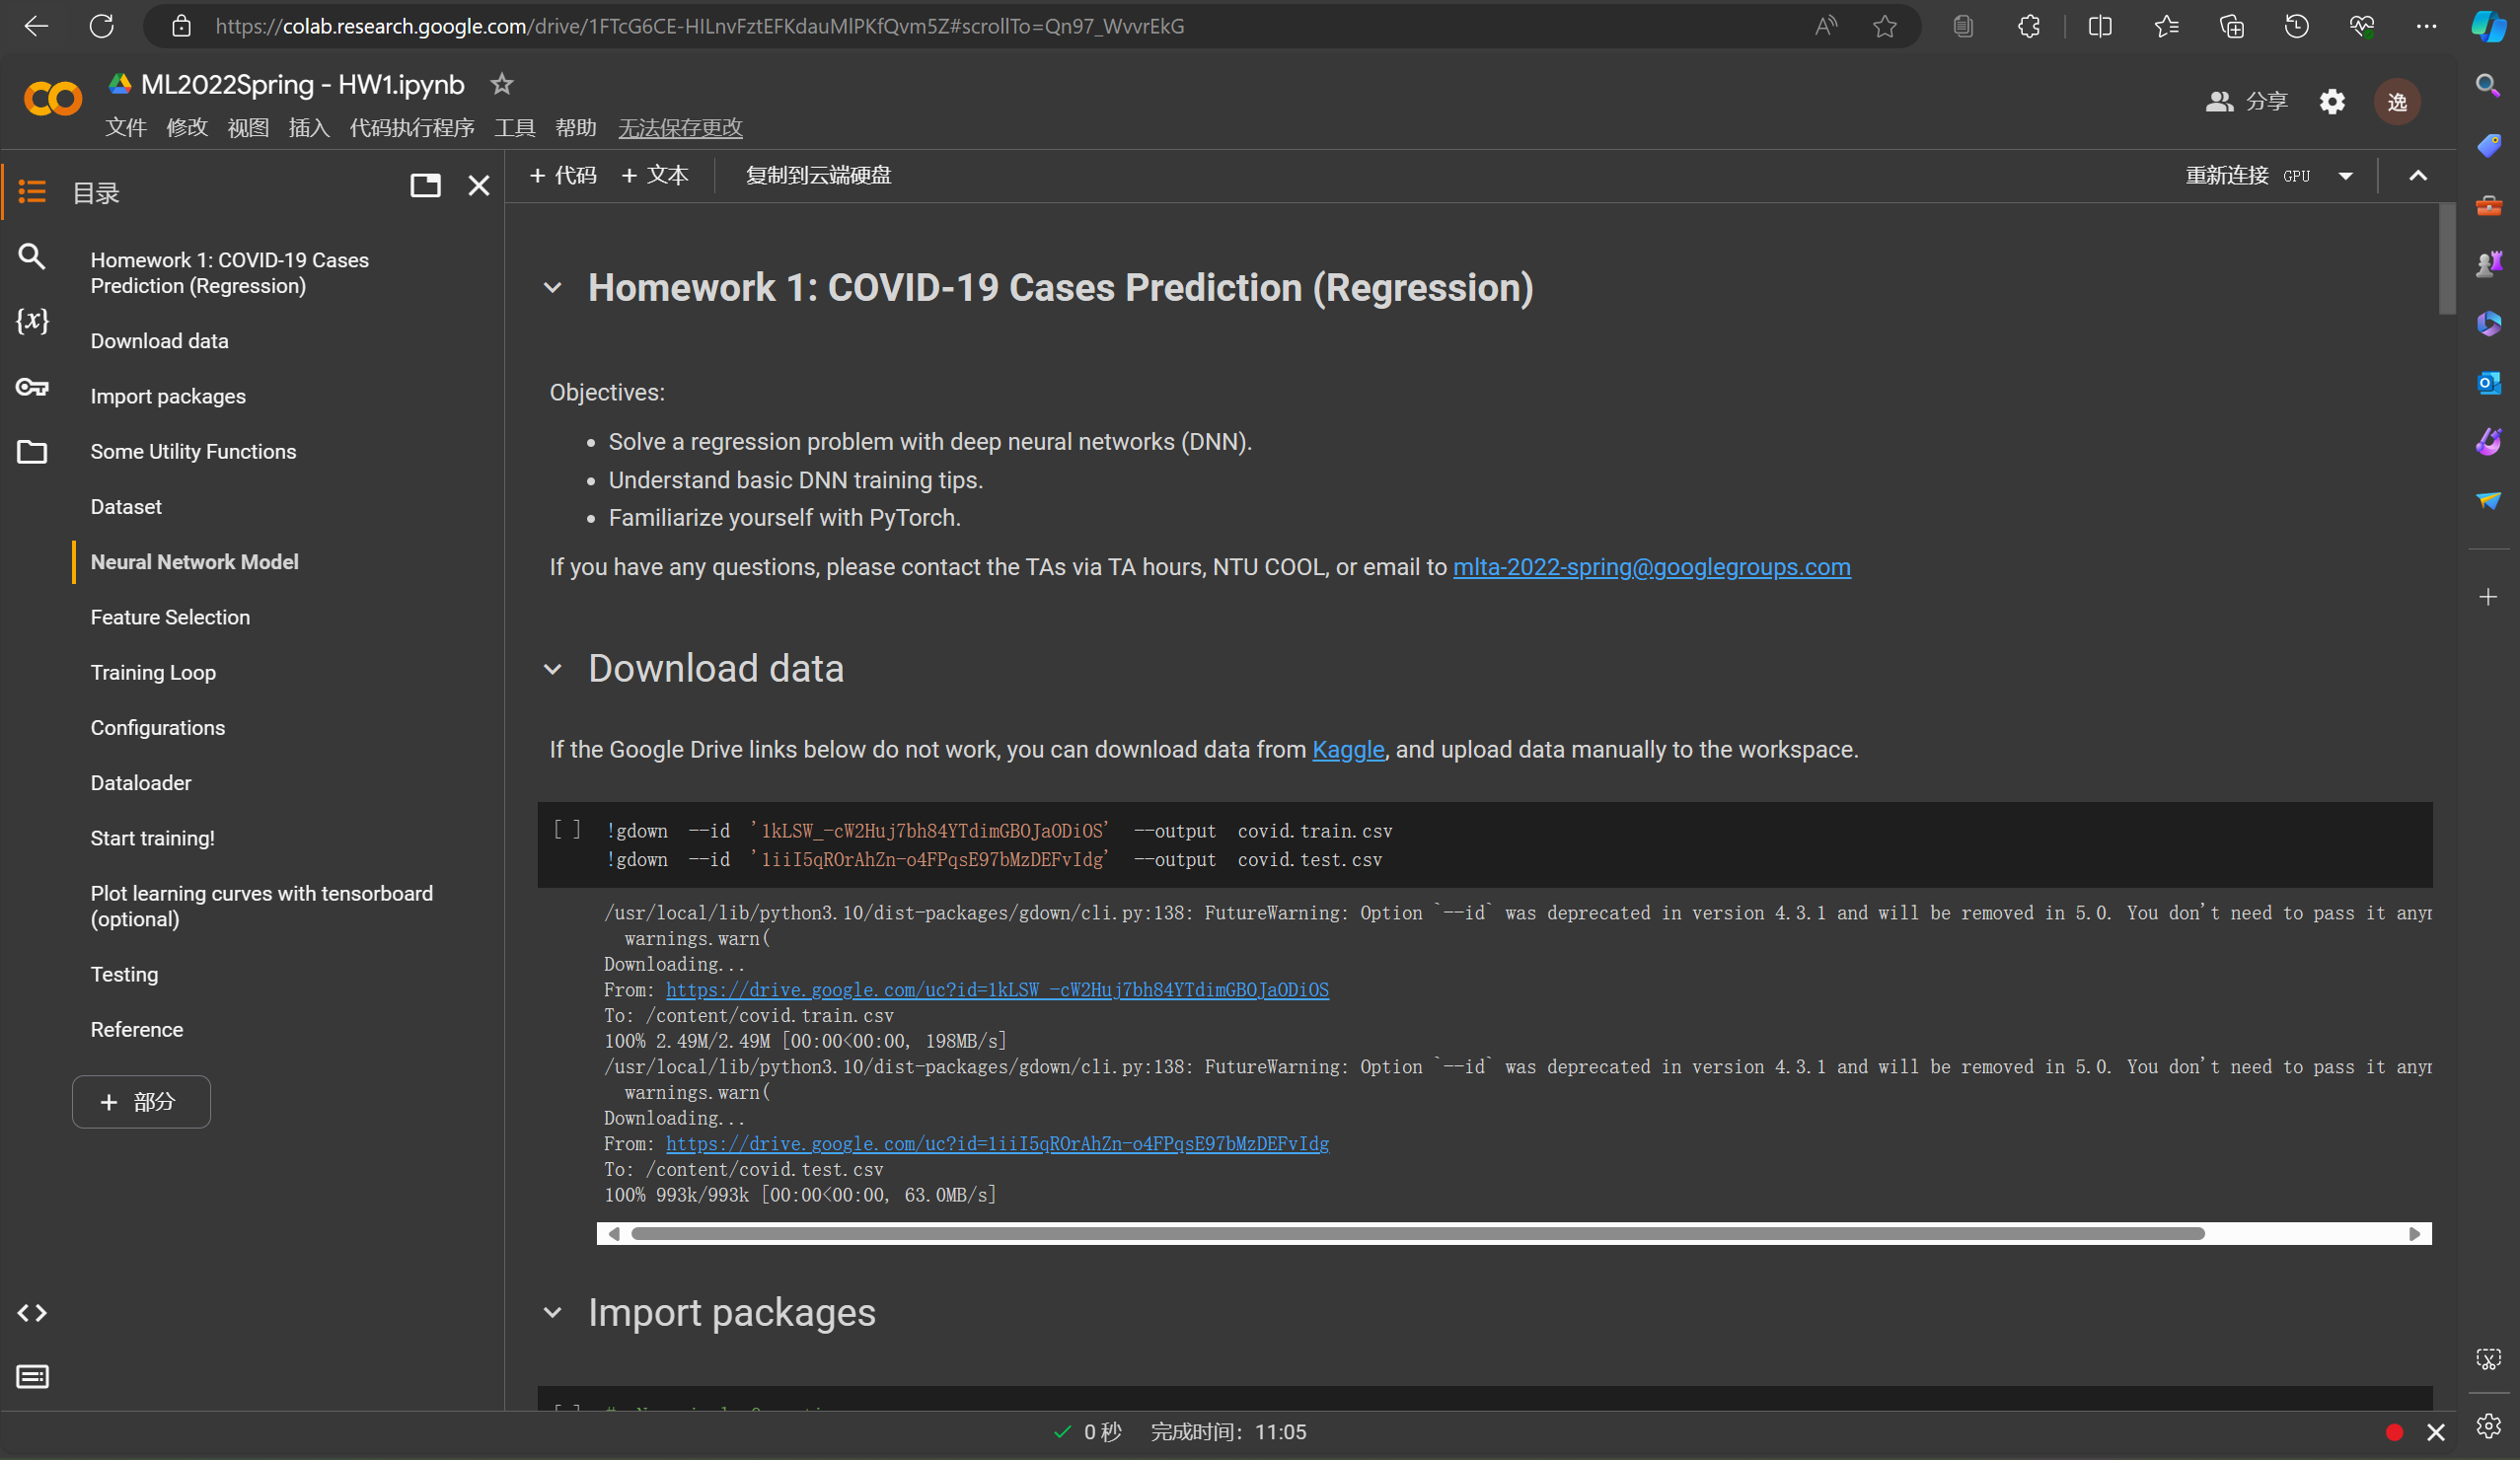 https://colab.research.google.com/drive/1FTcG6CE-HILnvFztEFKdauMlPKfQvm5Z#scrollTo=Qn97_WvvrEkG
ML2022Spring - HW1.ipynb
文件 修改 视图 插入 代码执行程序 工具 帮助 无法保存更改
分享
逸
目录
+ 代码 + 文本 复制到云端硬盘
重新连接 GPU
Homework 1: COVID-19 Cases
Prediction (Regression)
Download data
Import packages
Some Utility Functions
Dataset
Neural Network Model
Feature Selection
Training Loop
Configurations
Dataloader
Start training!
Plot learning curves with tensorboard
(optional)
Testing
Reference
+ 部分
Homework 1: COVID-19 Cases Prediction (Regression)
Objectives:
• Solve a regression problem with deep neural networks (DNN).
• Understand basic DNN training tips.
• Familiarize yourself with PyTorch.
If you have any questions, please contact the TAs via TA hours, NTU COOL, or email to mlta-2022-spring@googlegroups.com
Download data
If the Google Drive links below do not work, you can download data from Kaggle, and upload data manually to the workspace.
[ ] !gdown --id '1kLSW_-cW2Huj7bh84YTdimGBOJaODiOS' --output covid.train.csv
!gdown --id '1iiI5qROrAhZn-o4FPqsE97bMzDEFvIdg' --output covid.test.csv
/usr/local/lib/python3.10/dist-packages/gdown/cli.py:138: FutureWarning: Option `--id` was deprecated in version 4.3.1 and will be removed in 5.0. You don't need to pass it
warnings.warn(
Downloading...
From: https://drive.google.com/uc?id=1kLSW_-cW2Huj7bh84YTdimGBOJaODiOS
To: /content/covid.train.csv
100% 2.49M/2.49M [00:00<00:00, 198MB/s]
/usr/local/lib/python3.10/dist-packages/gdown/cli.py:138: FutureWarning: Option `--id` was deprecated in version 4.3.1 and will be removed in 5.0. You don't need to pass it
warnings.warn(
Downloading...
From: https://drive.google.com/uc?id=1iiI5qROrAhZn-o4FPqsE97bMzDEFvIdg
To: /content/covid.test.csv
100% 993k/993k [00:00<00:00, 63.0MB/s]
Import packages
0 秒 完成时间：11:05